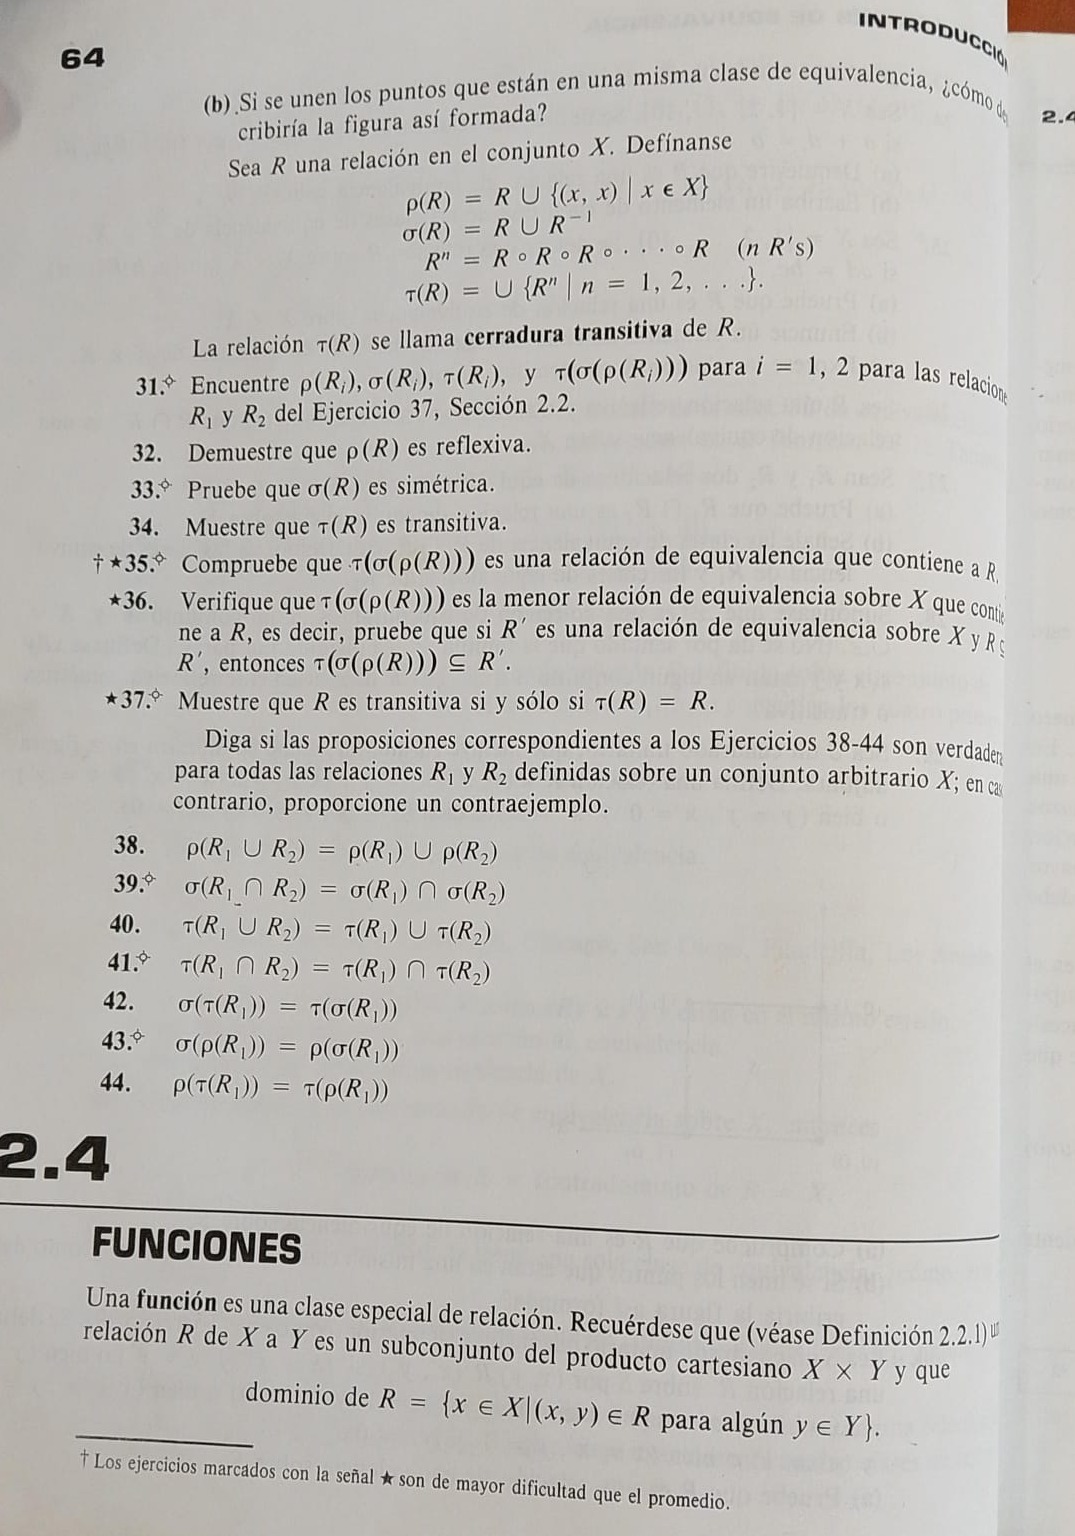 64
INTRODUCCIÓN
(b) Si se unen los puntos que están en una misma clase de equivalencia, ¿cómo de
cribiría la figura así formada?
Sea R una relación en el conjunto X. Defínanse
ρ(R) = R ∪ {(x, x) | x ∈ X}
σ(R) = R ∪ R⁻¹
Rⁿ = R ∘ R ∘ R ∘ · · · ∘ R (n R's)
τ(R) = ∪ {Rⁿ | n = 1, 2, . . .}.
La relación τ(R) se llama cerradura transitiva de R.
31. Encuentre ρ(Rᵢ), σ(Rᵢ), τ(Rᵢ), y τ(σ(ρ(Rᵢ))) para i = 1, 2 para las relacione
R₁ y R₂ del Ejercicio 37, Sección 2.2.
32. Demuestre que ρ(R) es reflexiva.
33. Pruebe que σ(R) es simétrica.
34. Muestre que τ(R) es transitiva.
† ★35. Compruebe que τ(σ(ρ(R))) es una relación de equivalencia que contiene a R.
★36. Verifique que τ(σ(ρ(R))) es la menor relación de equivalencia sobre X que contie
ne a R, es decir, pruebe que si R′ es una relación de equivalencia sobre X y R ⊆
R′, entonces τ(σ(ρ(R))) ⊆ R′.
★37. Muestre que R es transitiva si y sólo si τ(R) = R.
Diga si las proposiciones correspondientes a los Ejercicios 38-44 son verdadera
para todas las relaciones R₁ y R₂ definidas sobre un conjunto arbitrario X; en cas
contrario, proporcione un contraejemplo.
38. ρ(R₁ ∪ R₂) = ρ(R₁) ∪ ρ(R₂)
39. σ(R₁ ∩ R₂) = σ(R₁) ∩ σ(R₂)
40. τ(R₁ ∪ R₂) = τ(R₁) ∪ τ(R₂)
41. τ(R₁ ∩ R₂) = τ(R₁) ∩ τ(R₂)
42. σ(τ(R₁)) = τ(σ(R₁))
43. σ(ρ(R₁)) = ρ(σ(R₁))
44. ρ(τ(R₁)) = τ(ρ(R₁))
2.4
FUNCIONES
Una función es una clase especial de relación. Recuérdese que (véase Definición 2.2.1)
relación R de X a Y es un subconjunto del producto cartesiano X × Y y que
dominio de R = {x ∈ X|(x, y) ∈ R para algún y ∈ Y}.
† Los ejercicios marcados con la señal ★ son de mayor dificultad que el promedio.
2.4